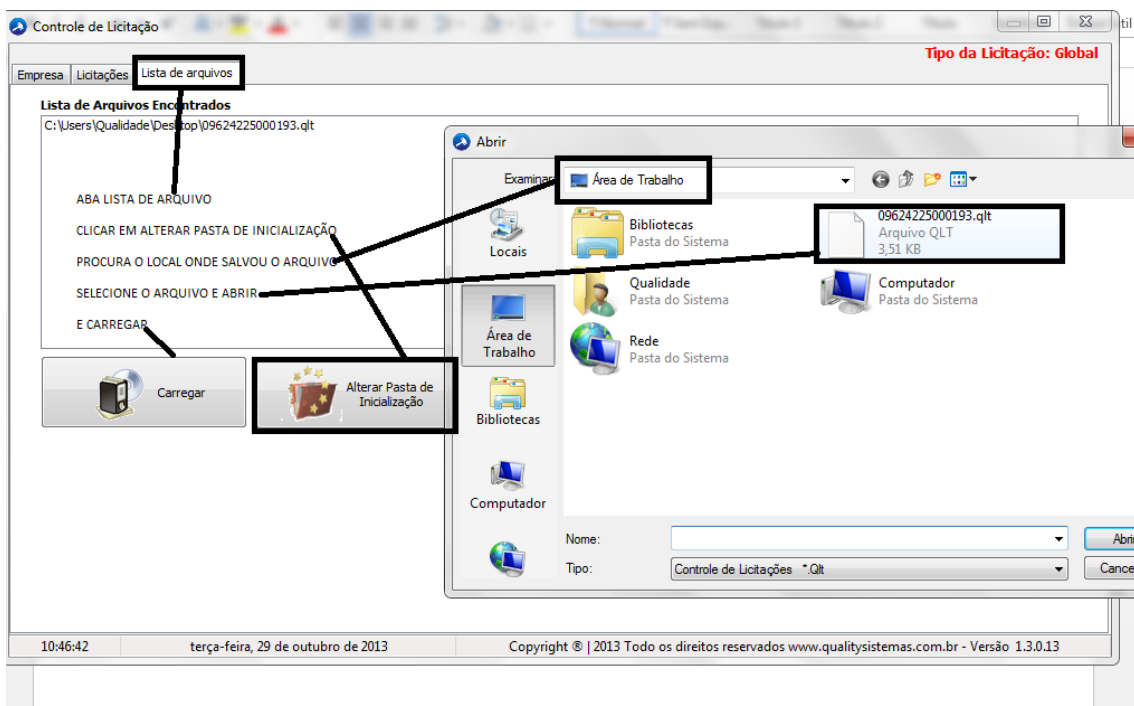 Controle de Licitação
til
Tipo da Licitação: Global
Empresa Licitações Lista de arquivos
Lista de Arquivos Encontrados
C:\Users\Qualidade\Desktop\09624225000193.qlt
ABA LISTA DE ARQUIVO
CLICAR EM ALTERAR PASTA DE INICIALIZAÇÃO
PROCURA O LOCAL ONDE SALVOU O ARQUIVO
SELECIONE O ARQUIVO E ABRIR
E CARREGAR
Carregar
Alterar Pasta de
Inicialização
Abrir
Examinar: Área de Trabalho
Locais
Área de
Trabalho
Bibliotecas
Computador
Bibliotecas
Pasta do Sistema
09624225000193.qlt
Arquivo QLT
3,51 KB
Qualidade
Pasta do Sistema
Computador
Pasta do Sistema
Rede
Pasta do Sistema
Nome:
Abri
Tipo: Controle de Licitações *.Qlt
Cance
10:46:42 terça-feira, 29 de outubro de 2013 Copyright ® | 2013 Todo os direitos reservados www.qualitysistemas.com.br - Versão 1.3.0.13